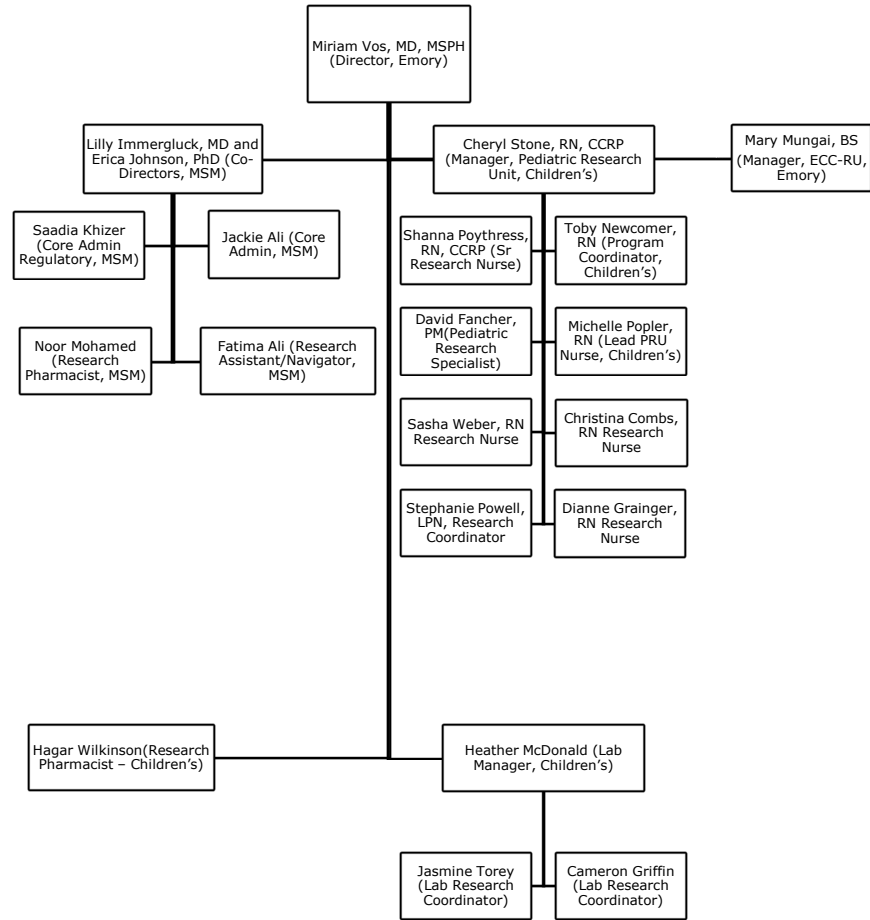 Miriam Vos, MD, MSPH
(Director, Emory)
Lilly Immergluck, MD and
Erica Johnson, PhD (Co-
Directors, MSM)
Cheryl Stone, RN, CCRP
(Manager, Pediatric Research
Unit, Children’s)
Mary Mungai, BS
(Manager, ECC-RU,
Emory)
Saadia Khizer
(Core Admin
Regulatory, MSM)
Jackie Ali (Core
Admin, MSM)
Shanna Poythress,
RN, CCRP (Sr
Research Nurse)
Toby Newcomer,
RN (Program
Coordinator,
Children’s)
Noor Mohamed
(Research
Pharmacist, MSM)
Fatima Ali (Research
Assistant/Navigator,
MSM)
David Fancher,
PM(Pediatric
Research
Specialist)
Michelle Popler,
RN (Lead PRU
Nurse, Children’s)
Sasha Weber, RN
Research Nurse
Christina Combs,
RN Research
Nurse
Stephanie Powell,
LPN, Research
Coordinator
Dianne Grainger,
RN Research
Nurse
Hagar Wilkinson(Research
Pharmacist – Children’s)
Heather McDonald (Lab
Manager, Children’s)
Jasmine Torey
(Lab Research
Coordinator)
Cameron Griffin
(Lab Research
Coordinator)